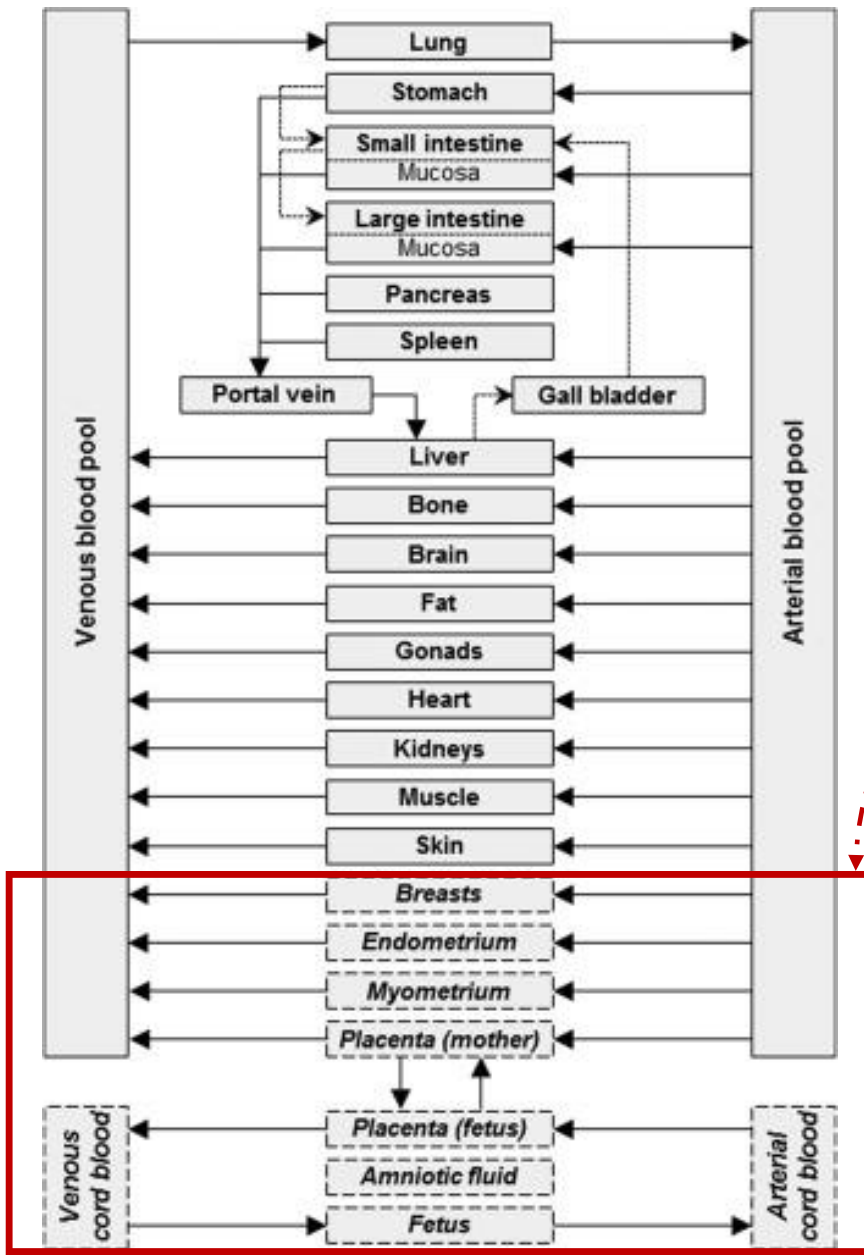 Lung
Stomach
Small intestine
Mucosa
Large intestine
Mucosa
Pancreas
Spleen
Portal vein
Gall bladder
Liver
Bone
Brain
Fat
Gonads
Heart
Kidneys
Muscle
Skin
Breasts
Endometrium
Myometrium
Placenta (mother)
Placenta (fetus)
Amniotic fluid
Fetus
Venous blood pool
Arterial blood pool
Venous
cord blood
Arterial
cord blood